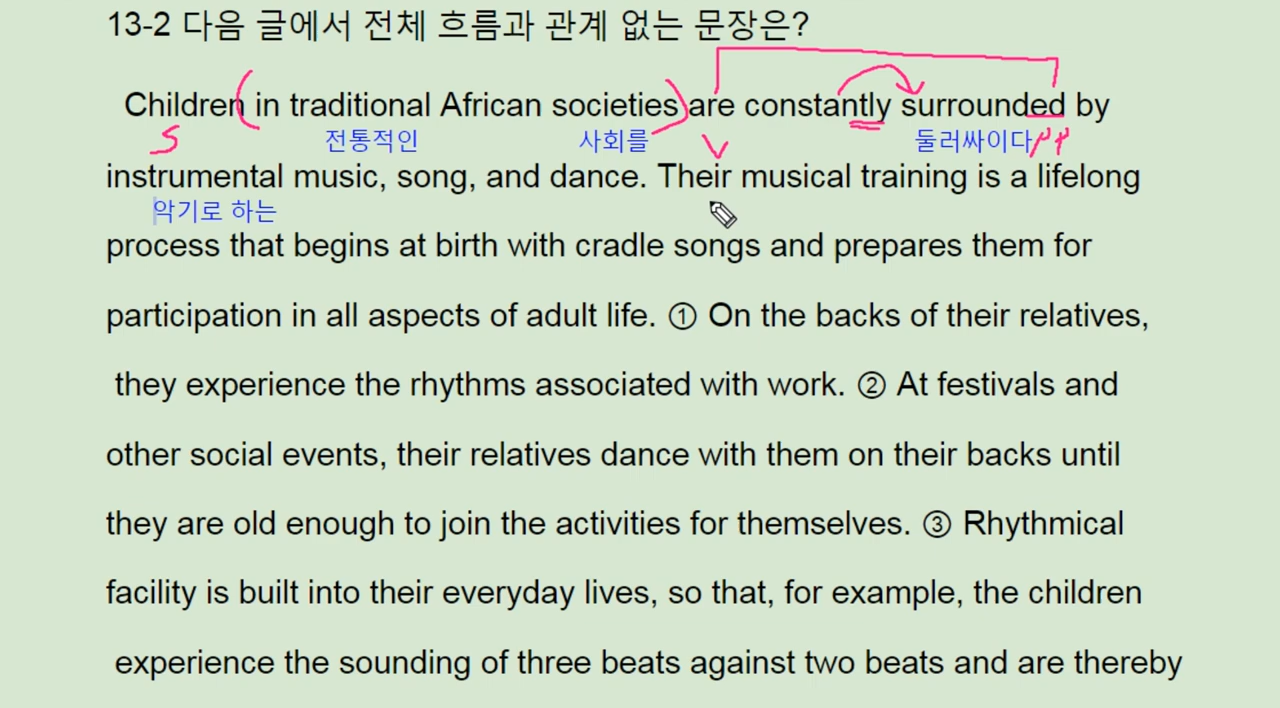 13-2 다음 글에서 전체 흐름과 관계 없는 문장은?
Children ( in traditional African societies ) are constantly surrounded by
S 전통적인 사회를 V 둘러싸이다 PP
instrumental music, song, and dance. Their musical training is a lifelong
악기로 하는
process that begins at birth with cradle songs and prepares them for
participation in all aspects of adult life. ① On the backs of their relatives,
they experience the rhythms associated with work. ② At festivals and
other social events, their relatives dance with them on their backs until
they are old enough to join the activities for themselves. ③ Rhythmical
facility is built into their everyday lives, so that, for example, the children
experience the sounding of three beats against two beats and are thereby